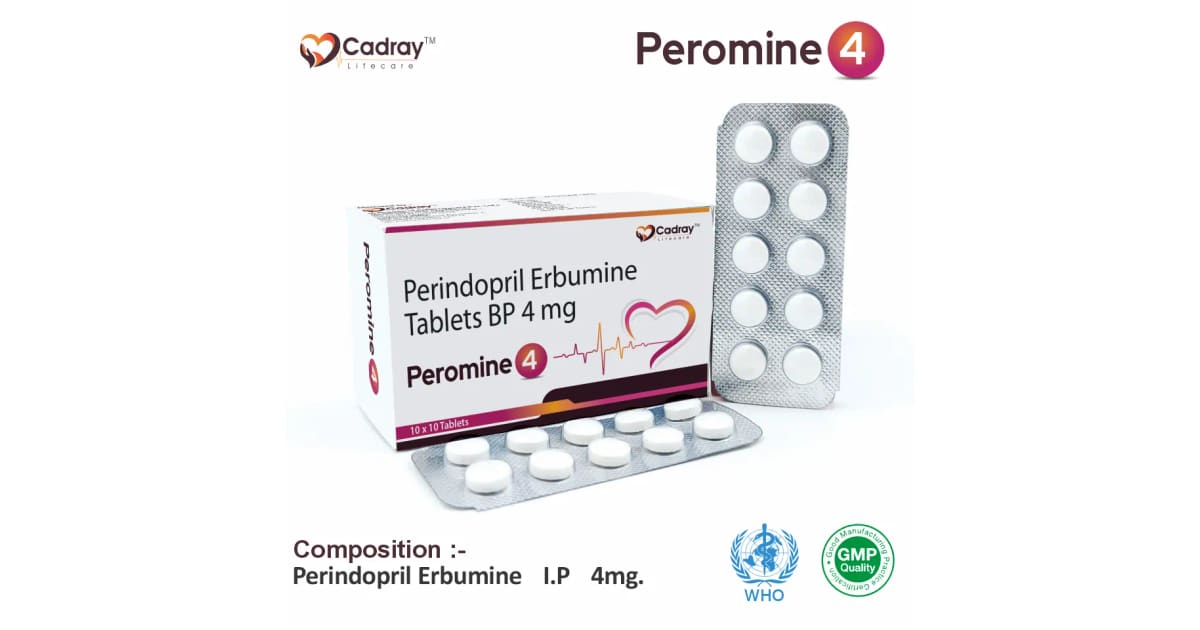 Cadray™
Lifecare
Peromine 4
Cadray™
Lifecare
Perindopril Erbumine
Tablets BP 4 mg
Peromine 4
10 x 10 Tablets
Peromine 4
Composition :-
Perindopril Erbumine I.P 4mg.
WHO
Good Manufacturing
GMP
Quality
Practice Certification